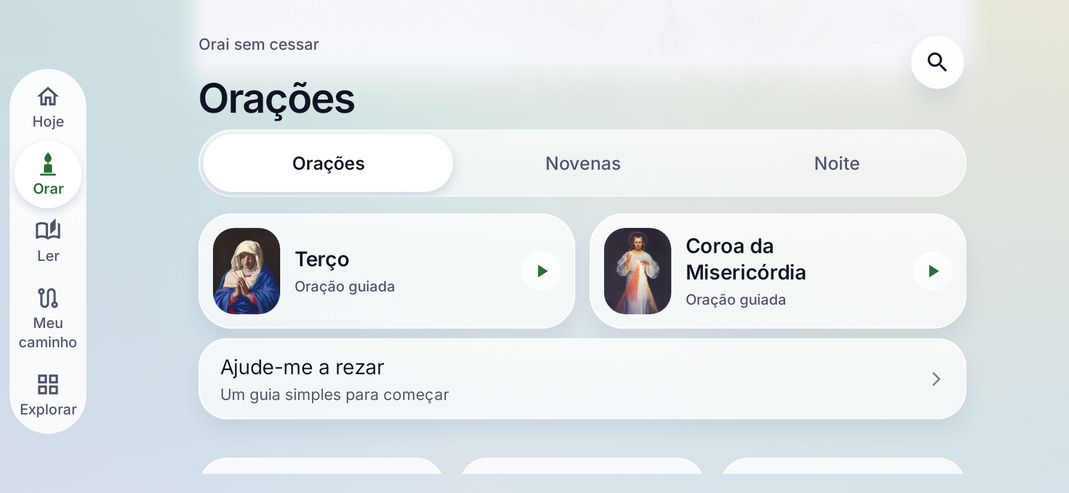 Orai sem cessar
Orações
Hoje
Orar
Ler
Meu
caminho
Explorar
Orações
Novenas
Noite
Terço
Oração guiada
Coroa da
Misericórdia
Oração guiada
Ajude-me a rezar
Um guia simples para começar